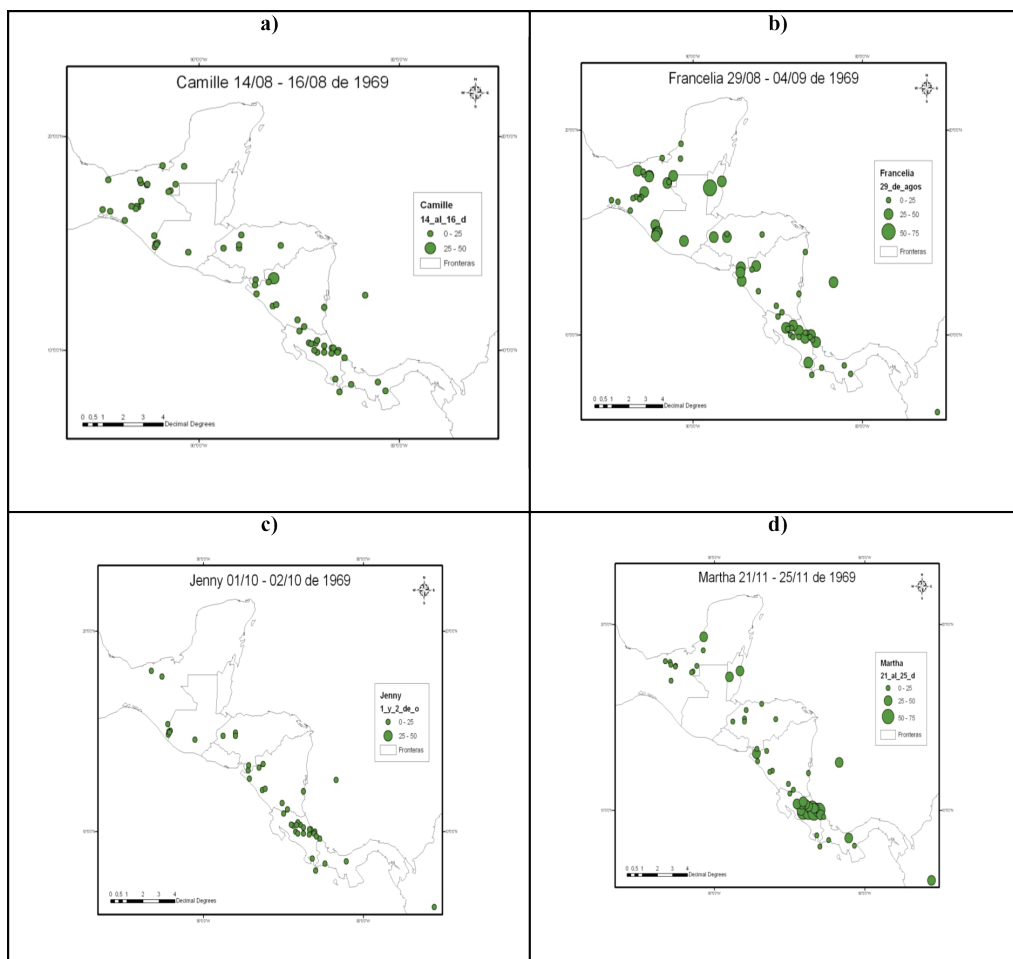 a)
Camille 14/08 - 16/08 de 1969
N
W
E
S
Camille
14_al_16_d
0 - 25
25 - 50
Fronteras
0 0,5 1 2 3 4
Decimal Degrees
b)
Francelia 29/08 - 04/09 de 1969
Francelia
29_de_agos
0 - 25
25 - 50
50 - 75
Fronteras
0 0,5 1 2 3 4
Decimal Degrees
c)
Jenny 01/10 - 02/10 de 1969
Jenny
1_y_2_de_o
0 - 25
25 - 50
Fronteras
0 0,5 1 2 3 4
Decimal Degrees
d)
Martha 21/11 - 25/11 de 1969
Martha
21_al_25_d
0 - 25
25 - 50
50 - 75
Fronteras
0 0,5 1 2 3 4
Decimal Degrees